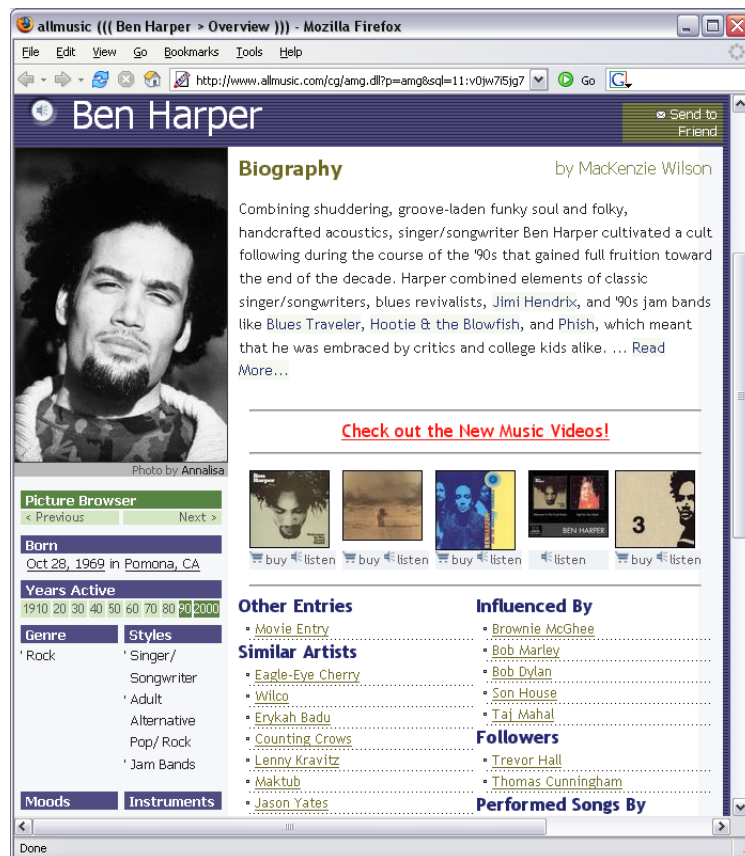 allmusic ((( Ben Harper > Overview ))) - Mozilla Firefox
File Edit View Go Bookmarks Tools Help
http://www.allmusic.com/cg/amg.dll?p=amg&sql=11:v0jw7i5jg7 Go G
Ben Harper
Send to
Friend
Photo by Annalisa
Picture Browser
< Previous Next >
Born
Oct 28, 1969 in Pomona, CA
Years Active
1910 20 30 40 50 60 70 80 90 2000
Genre Styles
' Rock ' Singer/
Songwriter
' Adult
Alternative
Pop/ Rock
' Jam Bands
Moods Instruments
Biography by MacKenzie Wilson
Combining shuddering, groove-laden funky soul and folky,
handcrafted acoustics, singer/songwriter Ben Harper cultivated a cult
following during the course of the '90s that gained full fruition toward
the end of the decade. Harper combined elements of classic
singer/songwriters, blues revivalists, Jimi Hendrix, and '90s jam bands
like Blues Traveler, Hootie & the Blowfish, and Phish, which meant
that he was embraced by critics and college kids alike. ... Read
More...
Check out the New Music Videos!
Ben
Harper
BEN HARPER
3
buy listen buy listen buy listen listen buy listen
Other Entries
Movie Entry
Similar Artists
Eagle-Eye Cherry
Wilco
Erykah Badu
Counting Crows
Lenny Kravitz
Maktub
Jason Yates
Influenced By
Brownie McGhee
Bob Marley
Bob Dylan
Son House
Taj Mahal
Followers
Trevor Hall
Thomas Cunningham
Performed Songs By
Done